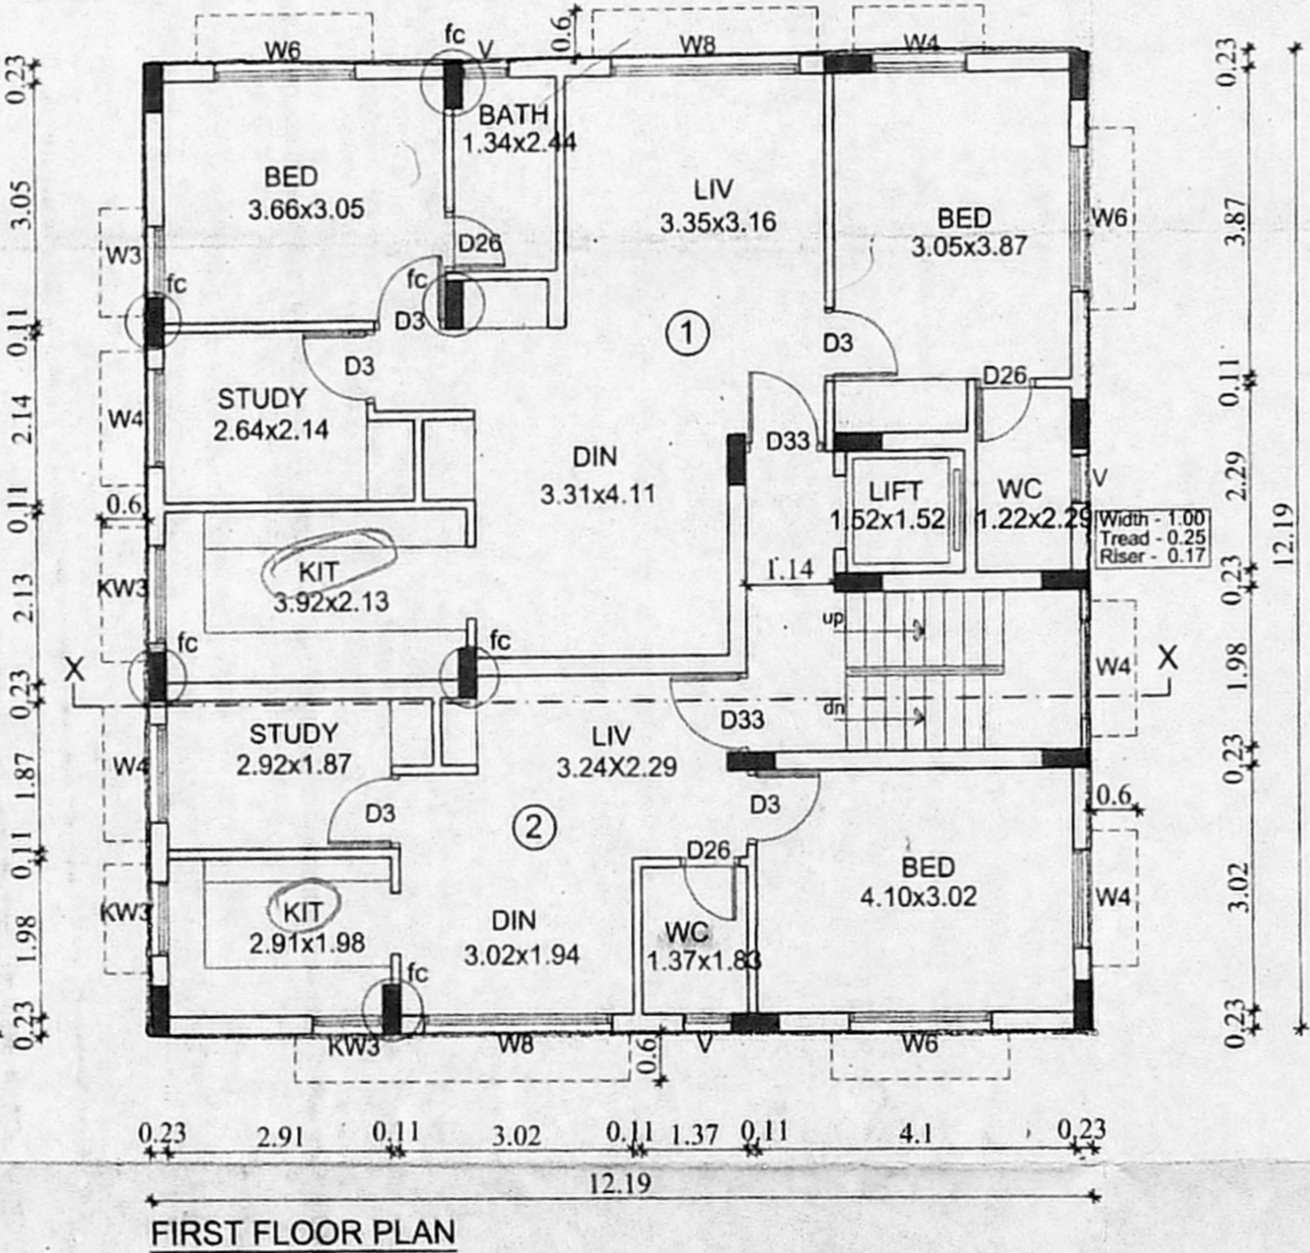 0.6
W6
fc
V
W8
W4
0.23
0.23
BATH
1.34x2.44
BED
3.66x3.05
LIV
3.35x3.16
BED
3.05x3.87
W6
3.05
3.87
W3
D26
fc
fc
D3
D3
0.11
1
D3
D26
0.11
STUDY
2.64x2.14
W4
2.14
D33
DIN
3.31x4.11
LIFT
1.52x1.52
WC
1.22x2.29
V
2.29
12.19
0.6
0.11
Width - 1.00
Tread - 0.25
Riser - 0.17
KIT
3.92x2.13
KW3
2.13
1.14
0.23
up
fc
fc
X
X
W4
1.98
0.23
dn
D33
STUDY
2.92x1.87
LIV
3.24X2.29
W4
1.87
0.23
D3
2
D3
0.6
0.11
D26
BED
4.10x3.02
W4
3.02
KW3
KIT
2.91x1.98
DIN
3.02x1.94
WC
1.37x1.83
1.98
fc
0.23
0.23
KW3
W8
0.6
V
W6
0.23
2.91
0.11
3.02
0.11
1.37
0.11
4.1
0.23
12.19
FIRST FLOOR PLAN